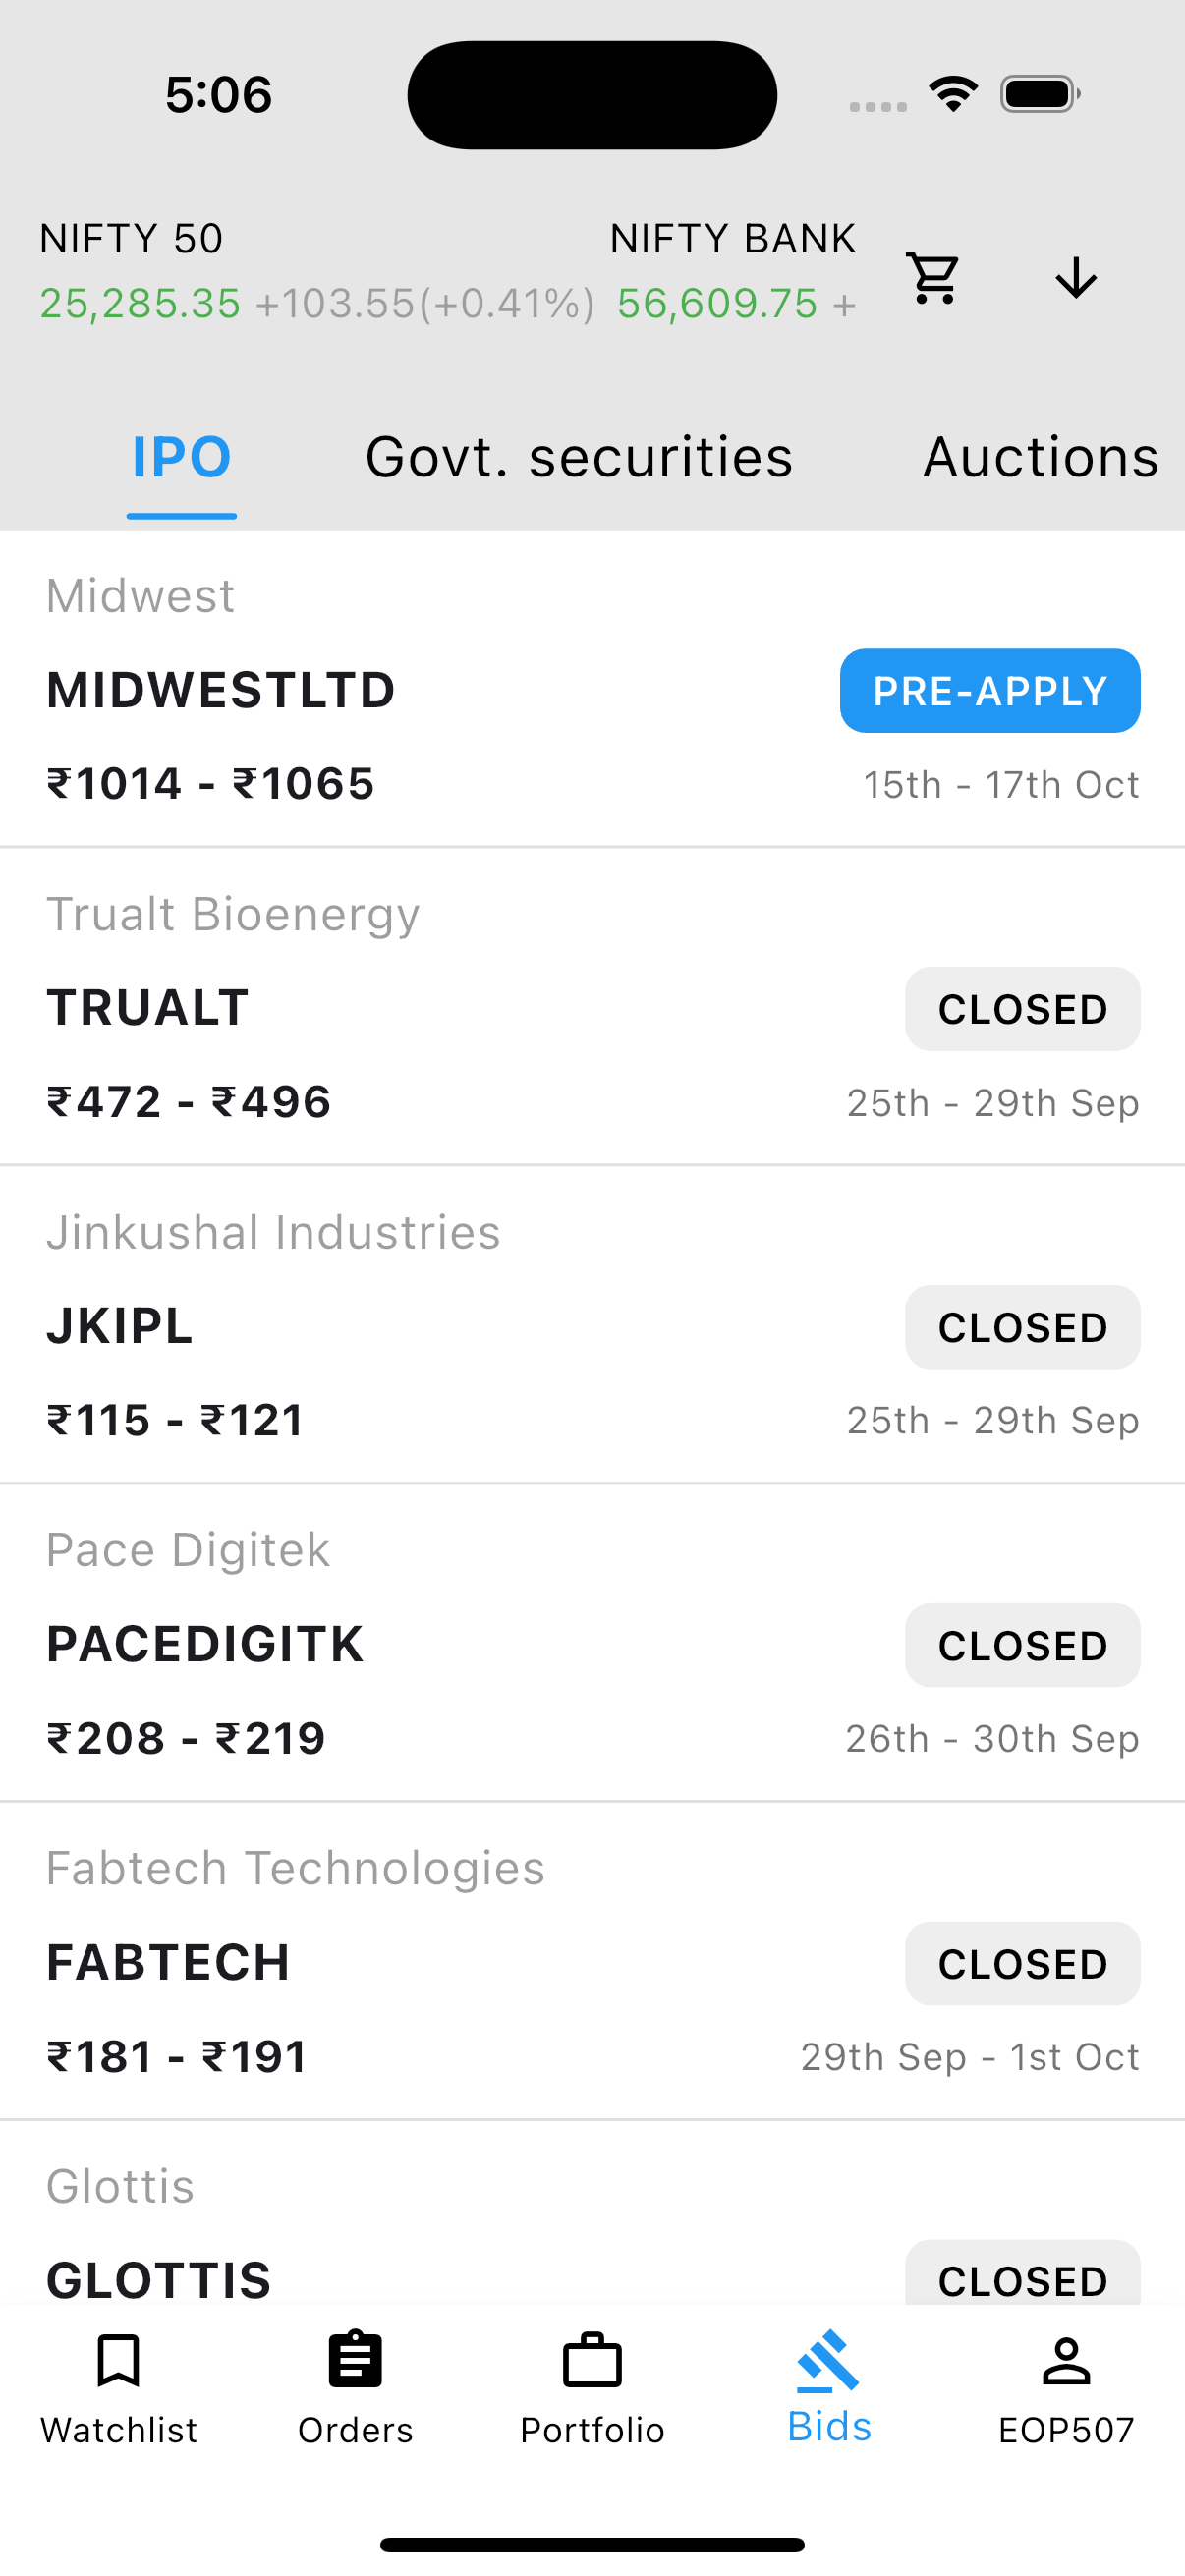 5:06
NIFTY 50
25,285.35 +103.55(+0.41%)
NIFTY BANK
56,609.75 +
IPO
Govt. securities
Auctions
Midwest
MIDWESTLTD
PRE-APPLY
₹1014 - ₹1065
15th - 17th Oct
Trualt Bioenergy
TRUALT
CLOSED
₹472 - ₹496
25th - 29th Sep
Jinkushal Industries
JKIPL
CLOSED
₹115 - ₹121
25th - 29th Sep
Pace Digitek
PACEDIGITK
CLOSED
₹208 - ₹219
26th - 30th Sep
Fabtech Technologies
FABTECH
CLOSED
₹181 - ₹191
29th Sep - 1st Oct
Glottis
GLOTTIS
CLOSED
Watchlist
Orders
Portfolio
Bids
EOP507